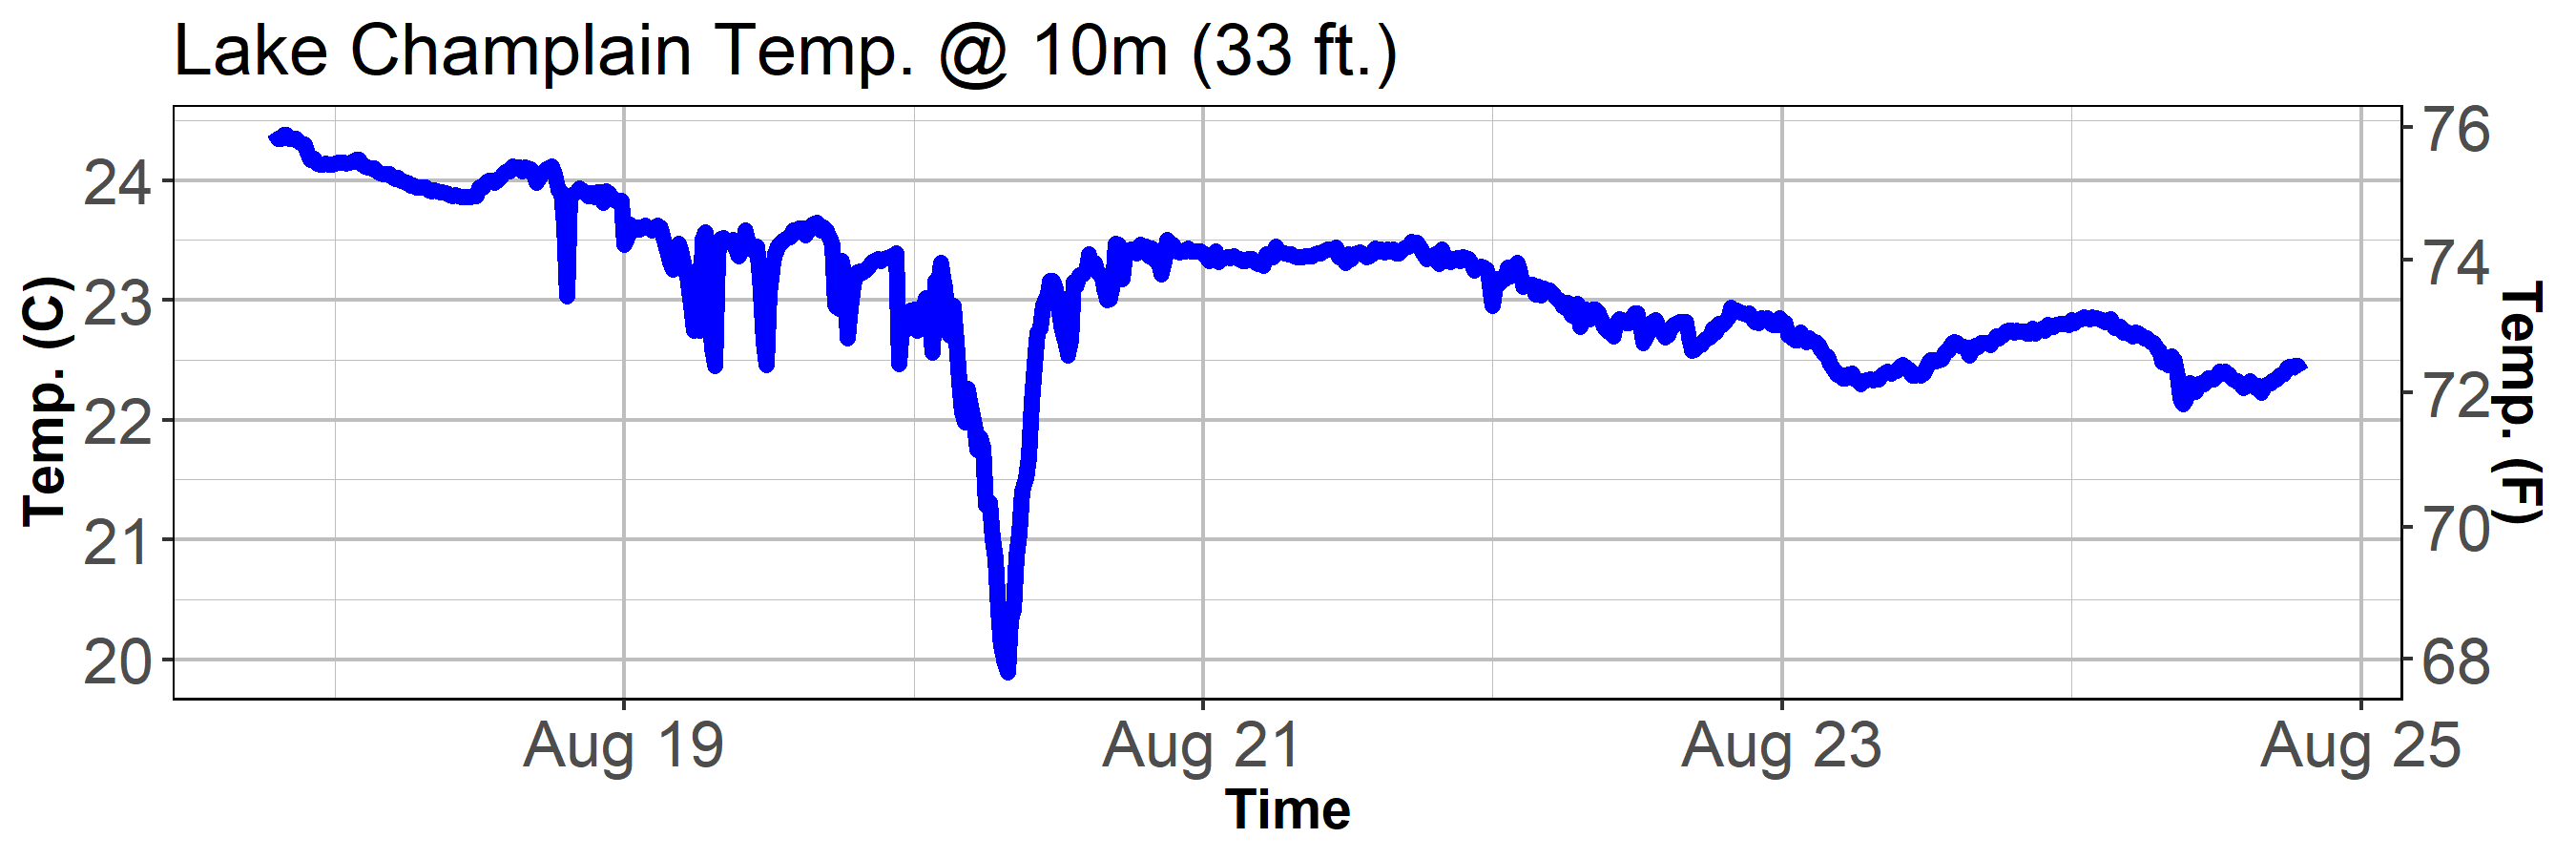 Lake Champlain Temp. @ 10m (33 ft.)
Temp. (C)
24
23
22
21
20
76
74
72
70
68
Temp. (F)
Aug 19
Aug 21
Aug 23
Aug 25
Time